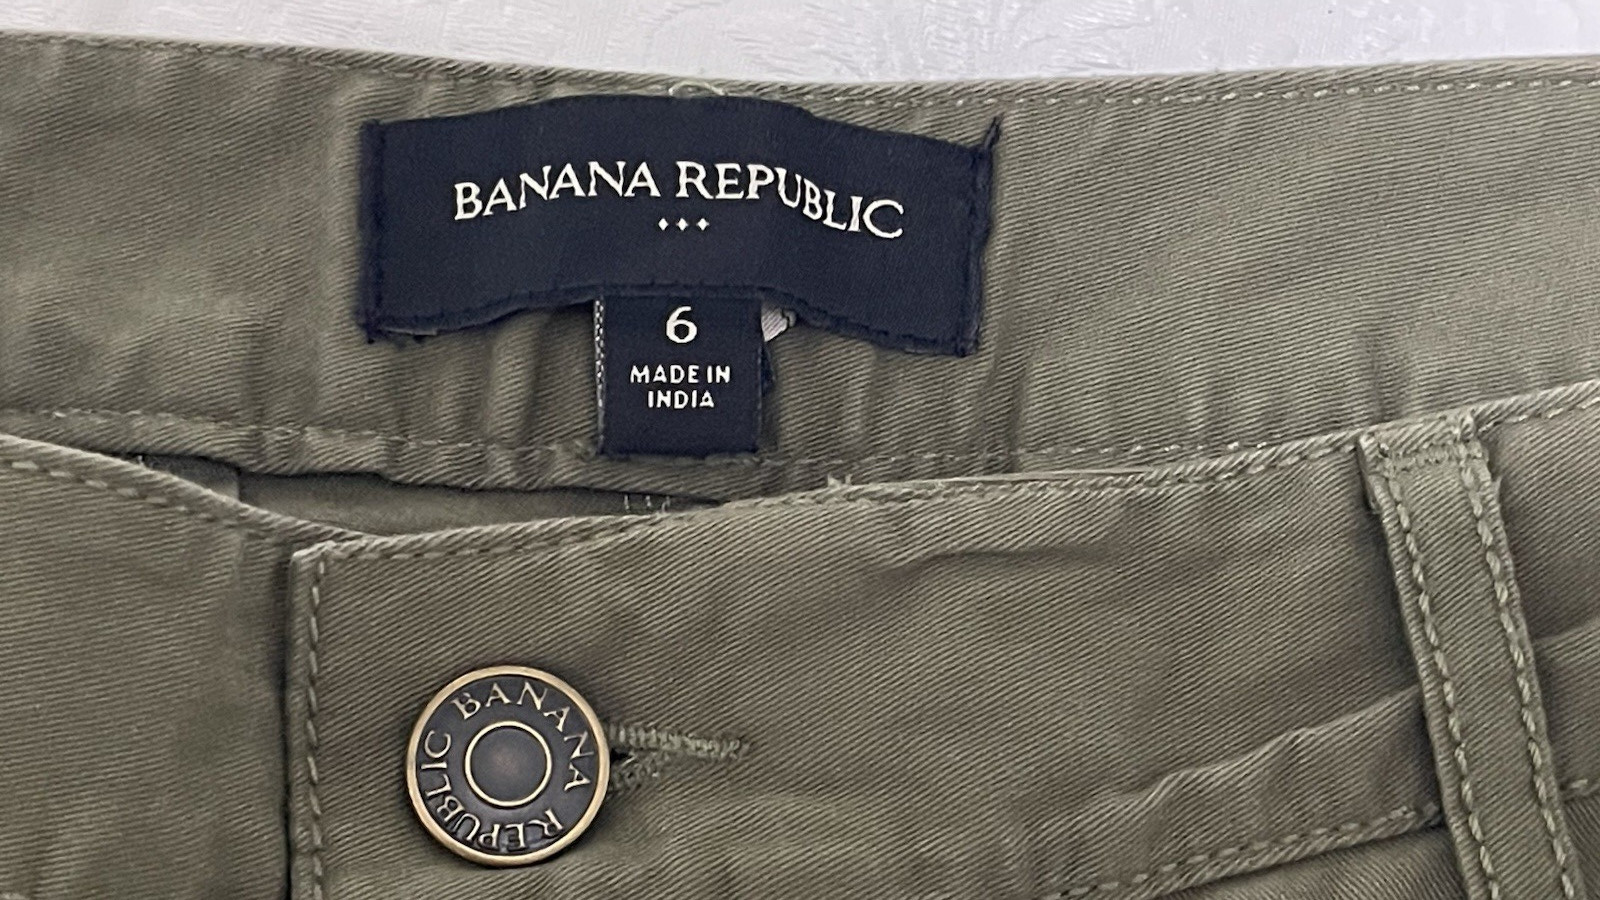 BANANA REPUBLIC
6
MADE IN
INDIA
BANANA REPUBLIC